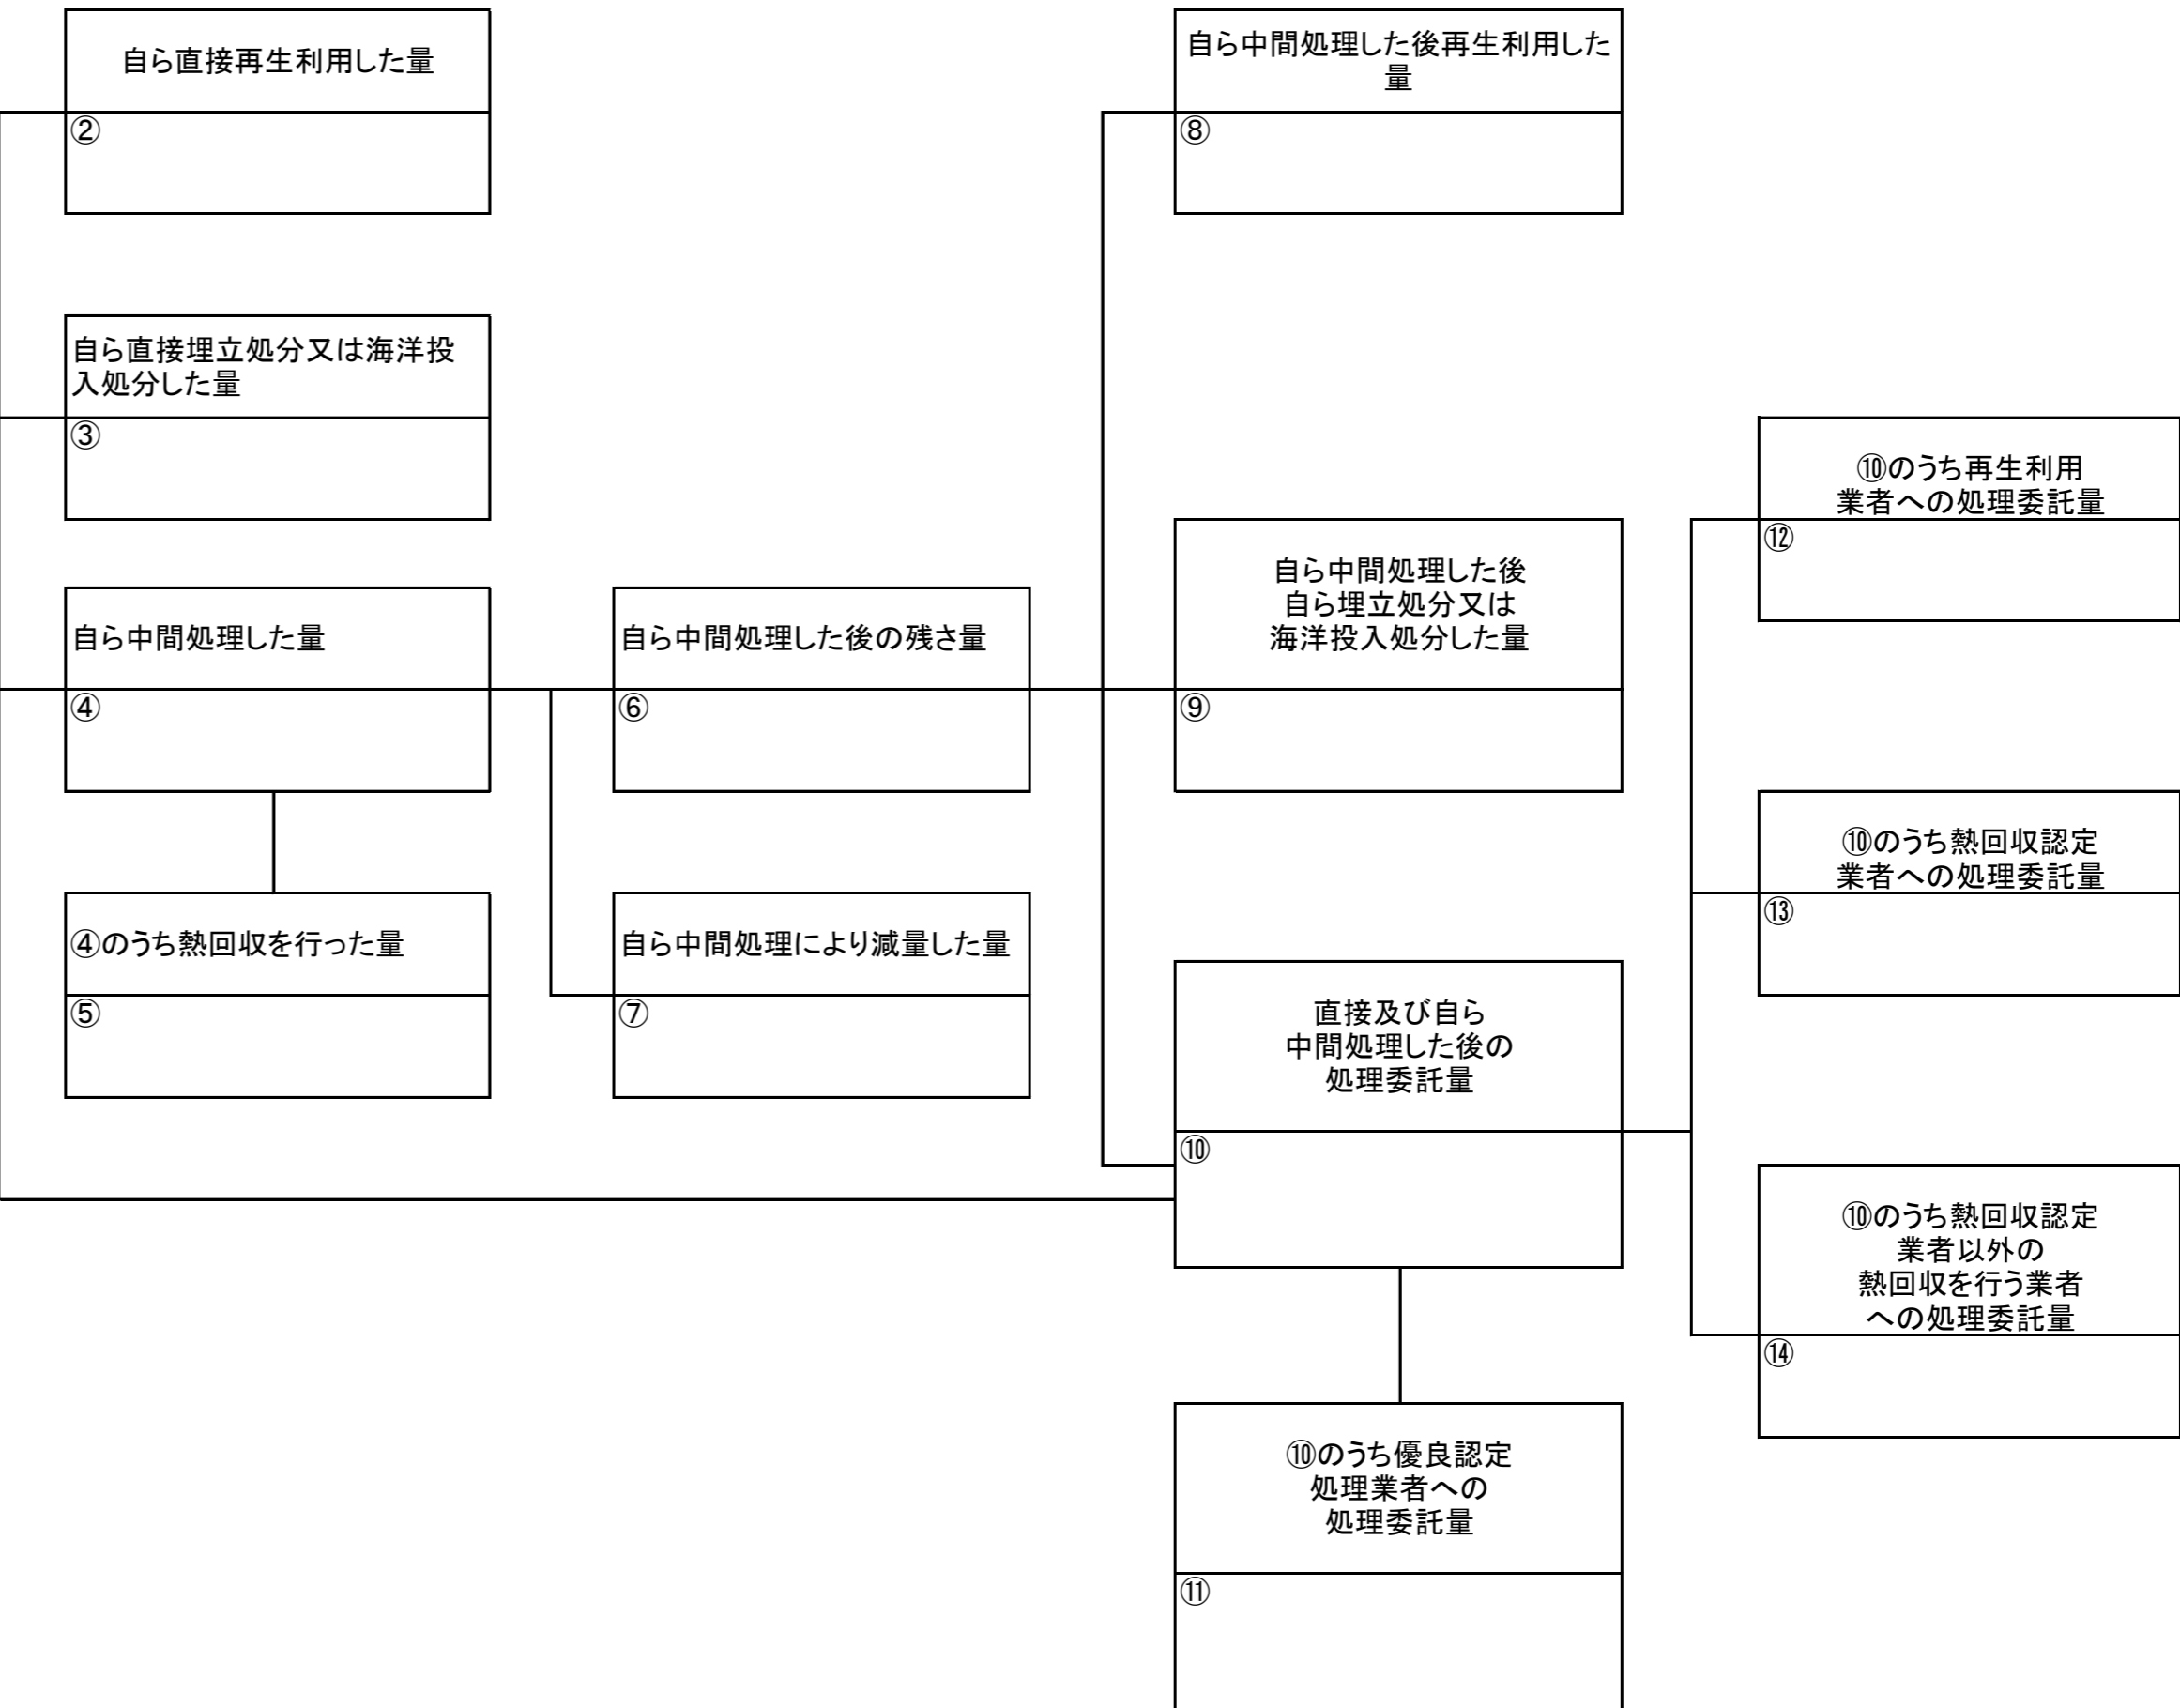 自ら直接再生利用した量
②
自ら直接埋立処分又は海洋投
入処分した量
③
自ら中間処理した量
④
④のうち熱回収を行った量
⑤
自ら中間処理した後の残さ量
⑥
自ら中間処理により減量した量
⑦
自ら中間処理した後再生利用した
量
⑧
自ら中間処理した後
自ら埋立処分又は
海洋投入処分した量
⑨
直接及び自ら
中間処理した後の
処理委託量
⑩
⑩のうち優良認定
処理業者への
処理委託量
⑪
⑩のうち再生利用
業者への処理委託量
⑫
⑩のうち熱回収認定
業者への処理委託量
⑬
⑩のうち熱回収認定
業者以外の
熱回収を行う業者
への処理委託量
⑭